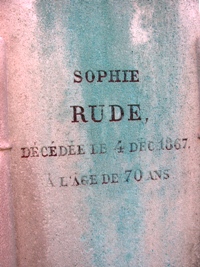 SOPHIE
RUDE,
DÉCÉDÉE LE 4 DÉC. 1867.
À L'ÂGE DE 70 ANS